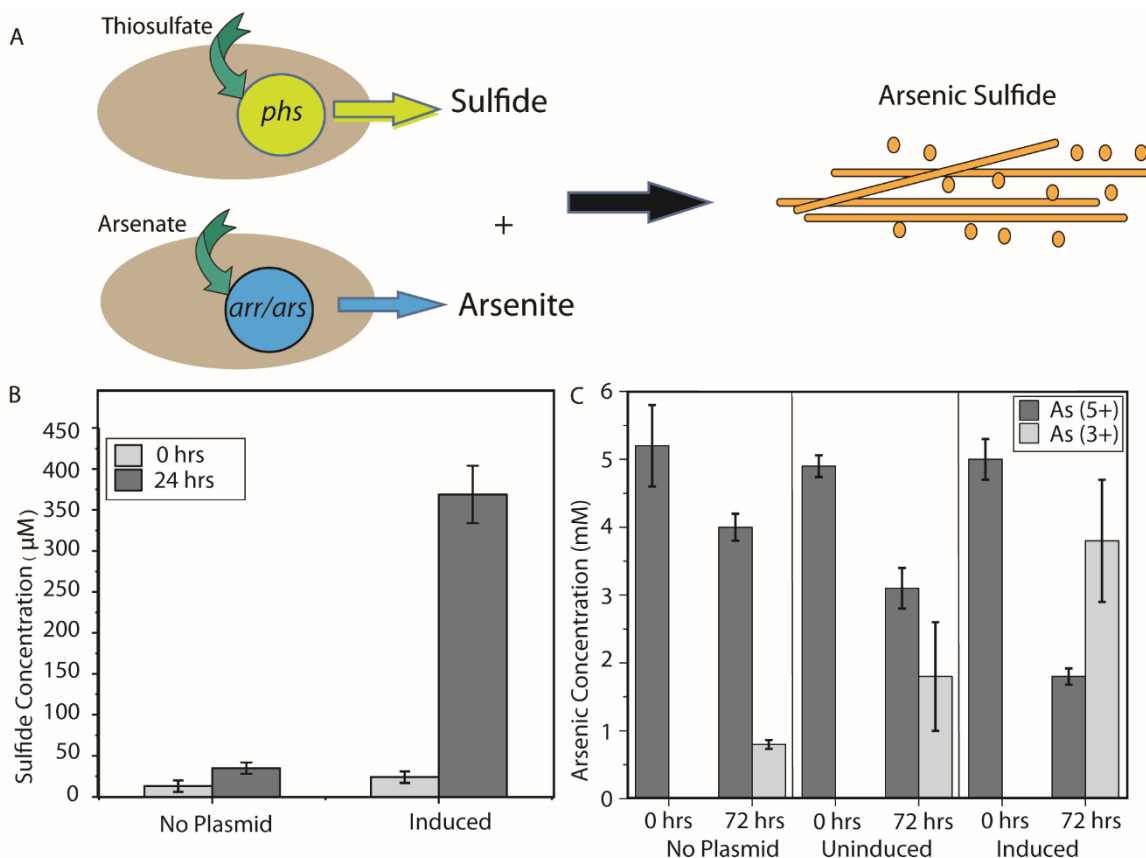 A
Thiosulfate
phs
Sulfide
Arsenate
+
arr/ars
Arsenite
Arsenic Sulfide
B
Sulfide Concentration ( μM)
450
400
350
300
250
200
150
100
50
0
0 hrs
24 hrs
No Plasmid
Induced
C
Arsenic Concentration (mM)
6
5
4
3
2
1
0
As (5+)
As (3+)
0 hrs 72 hrs 0 hrs 72 hrs 0 hrs 72 hrs
No Plasmid Uninduced Induced